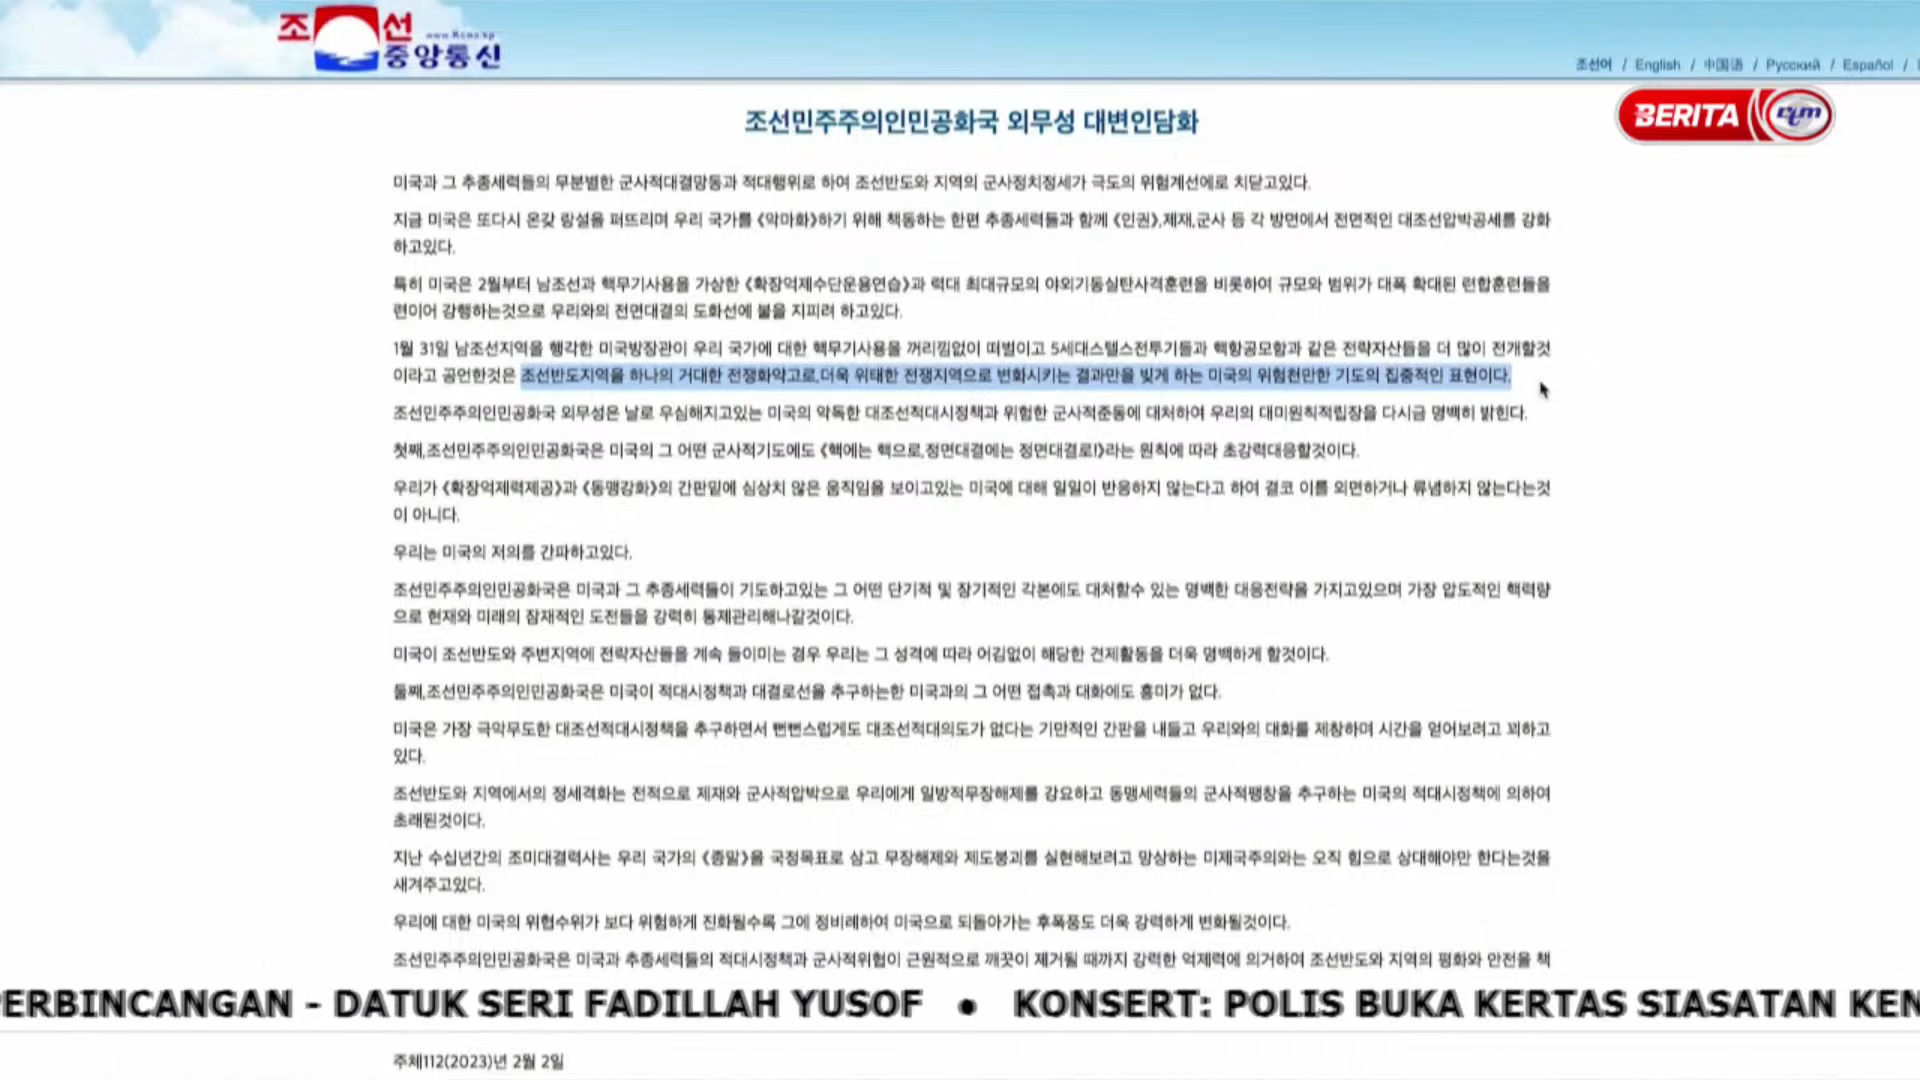 조선
www.kcna.kp
중앙통신
조선어 / English / 中国语 / Русский / Español /
BERITA rtm
조선민주주의인민공화국 외무성 대변인담화
미국과 그 추종세력들의 무분별한 군사적대결망동과 적대행위로 하여 조선반도와 지역의 군사정치정세가 극도의 위험계선에로 치닫고있다.
지금 미국은 또다시 온갖 랑설을 퍼뜨리며 우리 국가를 《악마화》하기 위해 책동하는 한편 추종세력들과 함께 《인권》,제재,군사 등 각 방면에서 전면적인 대조선압박공세를 강화
하고있다.
특히 미국은 2월부터 남조선과 핵무기사용을 가상한 《확장억제수단운용연습》과 력대 최대규모의 야외기동실탄사격훈련을 비롯하여 규모와 범위가 대폭 확대된 련합훈련들을
련이어 강행하는것으로 우리와의 전면대결의 도화선에 불을 지피려 하고있다.
1월 31일 남조선지역을 행각한 미국방장관이 우리 국가에 대한 핵무기사용을 꺼리낌없이 떠벌이고 5세대스텔스전투기들과 핵항공모함과 같은 전략자산들을 더 많이 전개할것
이라고 공언한것은 조선반도지역을 하나의 거대한 전쟁화약고로,더욱 위태한 전쟁지역으로 변화시키는 결과만을 빚게 하는 미국의 위험천만한 기도의 집중적인 표현이다.
조선민주주의인민공화국 외무성은 날로 우심해지고있는 미국의 악독한 대조선적대시정책과 위험한 군사적준동에 대처하여 우리의 대미원칙적립장을 다시금 명백히 밝힌다.
첫째,조선민주주의인민공화국은 미국의 그 어떤 군사적기도에도 《핵에는 핵으로,정면대결에는 정면대결로!》라는 원칙에 따라 초강력대응할것이다.
우리가 《확장억제력제공》과 《동맹강화》의 간판밑에 심상치 않은 움직임을 보이고있는 미국에 대해 일일이 반응하지 않는다고 하여 결코 이를 외면하거나 류념하지 않는다는것
이 아니다.
우리는 미국의 저의를 간파하고있다.
조선민주주의인민공화국은 미국과 그 추종세력들이 기도하고있는 그 어떤 단기적 및 장기적인 각본에도 대처할수 있는 명백한 대응전략을 가지고있으며 가장 압도적인 핵력량
으로 현재와 미래의 잠재적인 도전들을 강력히 통제관리해나갈것이다.
미국이 조선반도와 주변지역에 전략자산들을 계속 들이미는 경우 우리는 그 성격에 따라 어김없이 해당한 견제활동을 더욱 명백하게 할것이다.
둘째,조선민주주의인민공화국은 미국이 적대시정책과 대결로선을 추구하는한 미국과의 그 어떤 접촉과 대화에도 흥미가 없다.
미국은 가장 극악무도한 대조선적대시정책을 추구하면서 뻔뻔스럽게도 대조선적대의도가 없다는 기만적인 간판을 내들고 우리와의 대화를 제창하며 시간을 얻어보려고 꾀하고
있다.
조선반도와 지역에서의 정세격화는 전적으로 제재와 군사적압박으로 우리에게 일방적무장해제를 강요하고 동맹세력들의 군사적팽창을 추구하는 미국의 적대시정책에 의하여
초래된것이다.
지난 수십년간의 조미대결력사는 우리 국가의 《종말》을 국정목표로 삼고 무장해제와 제도붕괴를 실현해보려고 망상하는 미제국주의와는 오직 힘으로 상대해야만 한다는것을
새겨주고있다.
우리에 대한 미국의 위협수위가 보다 위험하게 진화될수록 그에 정비례하여 미국으로 되돌아가는 후폭풍도 더욱 강력하게 변화될것이다.
조선민주주의인민공화국은 미국과 추종세력들의 적대시정책과 군사적위협이 근원적으로 깨끗이 제거될 때까지 강력한 억제력에 의거하여 조선반도와 지역의 평화와 안전을 책
PERBINCANGAN - DATUK SERI FADILLAH YUSOF • KONSERT: POLIS BUKA KERTAS SIASATAN KEN
주체112(2023)년 2월 2일